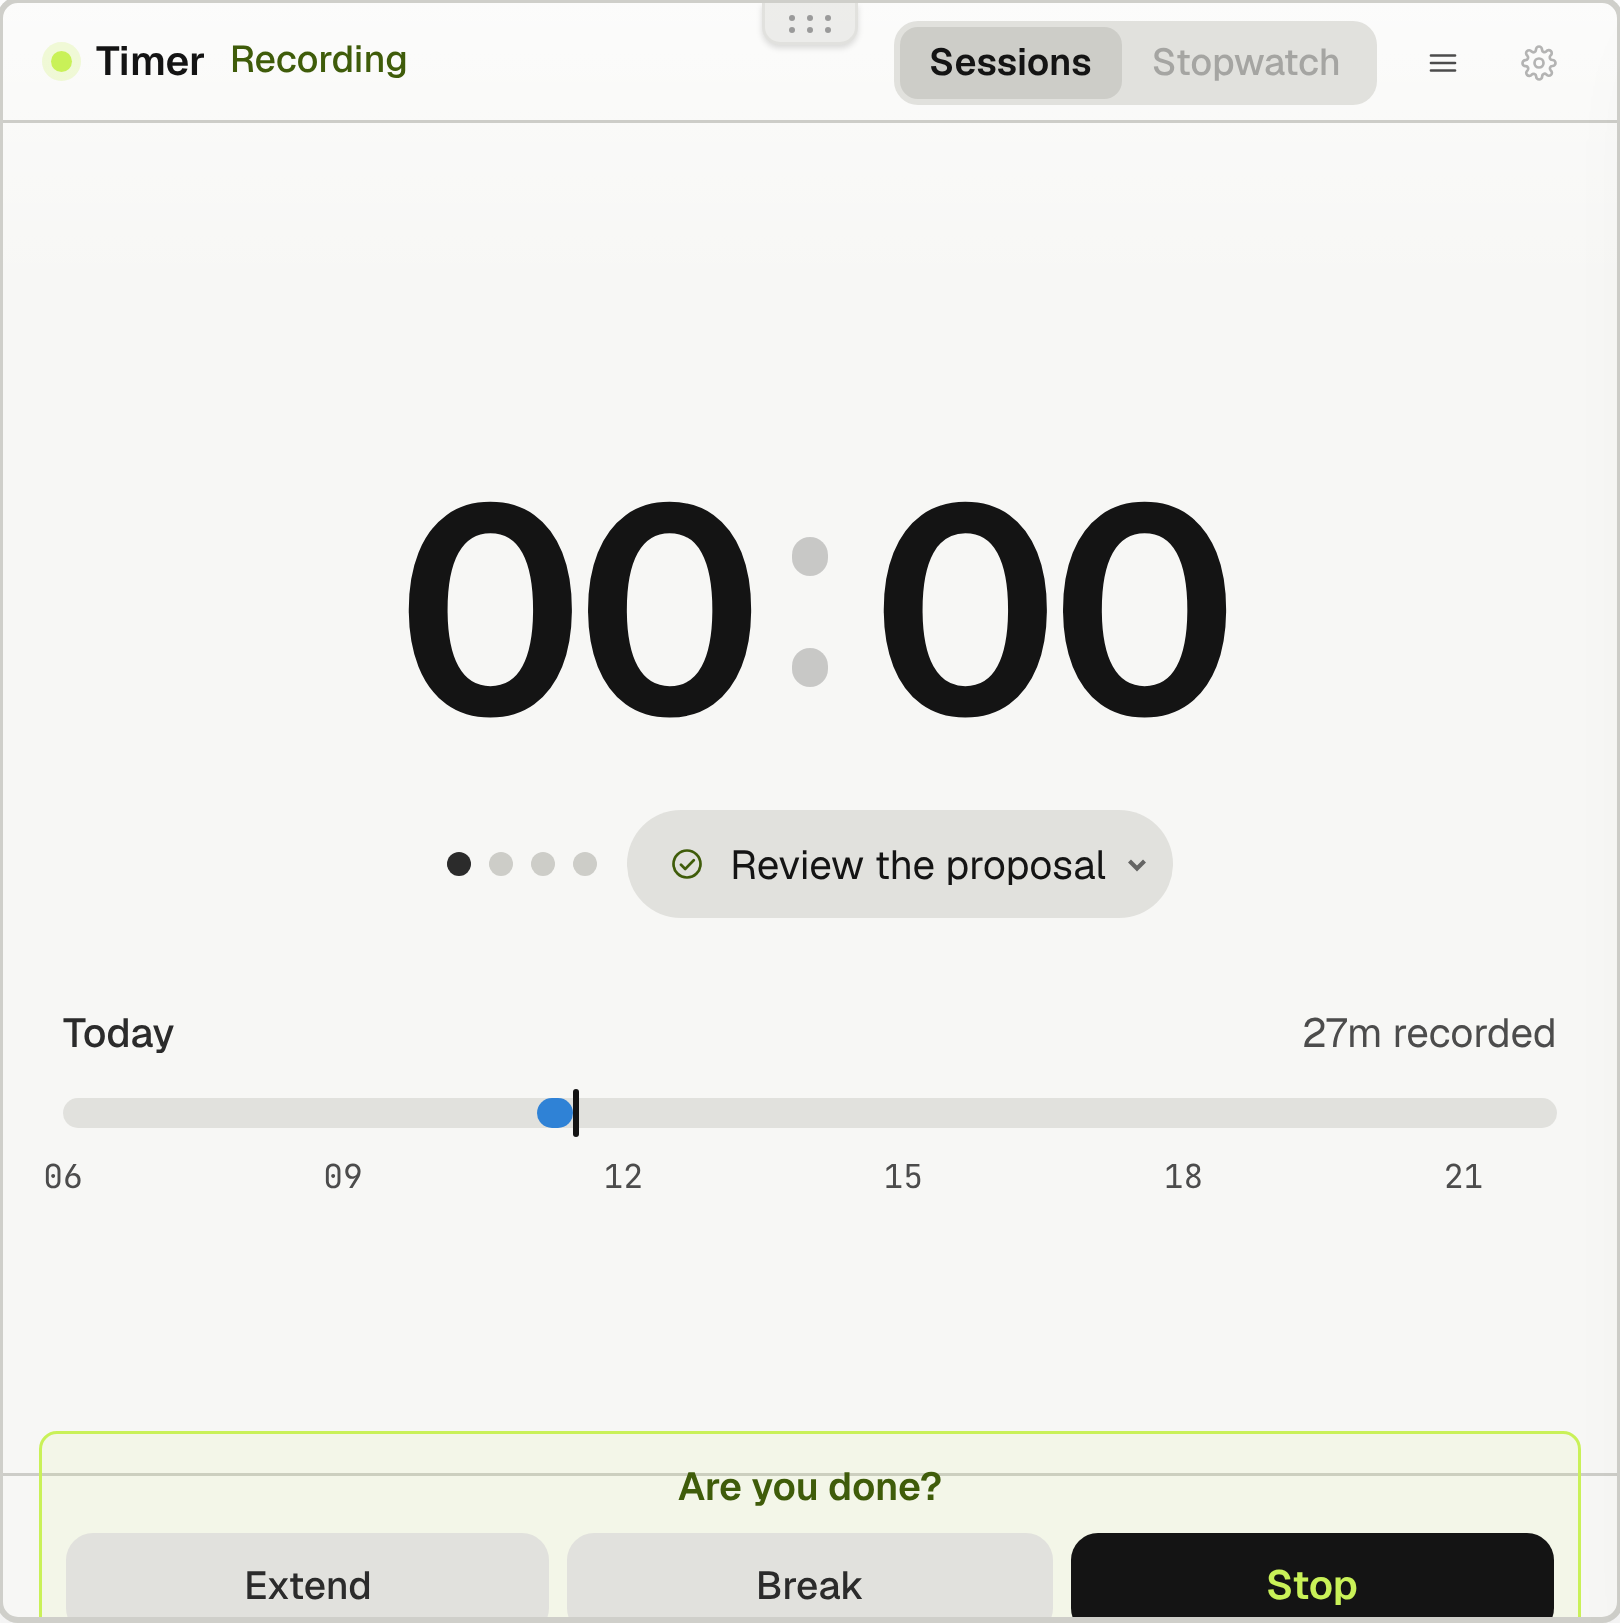 Timer Recording Sessions Stopwatch
00:00
Review the proposal
Today 27m recorded
06 09 12 15 18 21
Are you done?
Extend Break Stop